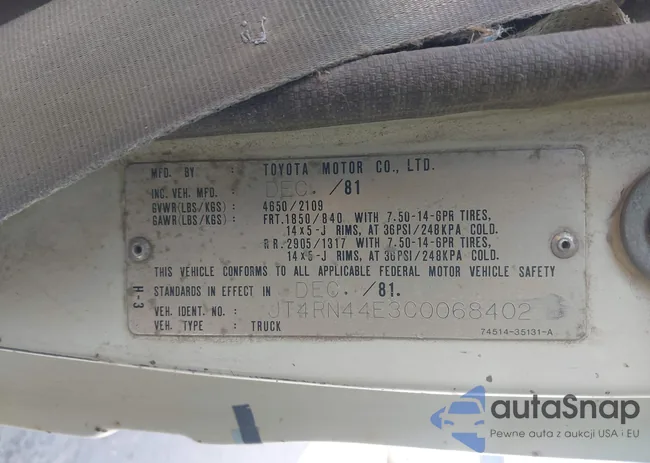 MFD. BY : TOYOTA MOTOR CO., LTD.
INC. VEH. MFD. : DEC. /81
GVWR(LBS/KGS) : 4650/2109
GAWR(LBS/KGS) : FRT.1850/840 WITH 7.50-14-6PR TIRES,
14×5-J RIMS, AT 36PSI/248KPA COLD.
RR.2905/1317 WITH 7.50-14-6PR TIRES,
14×5-J RIMS, AT 36PSI/248KPA COLD.
THIS VEHICLE CONFORMS TO ALL APPLICABLE FEDERAL MOTOR VEHICLE SAFETY
STANDARDS IN EFFECT IN DEC. /81.
H-3
VEH. IDENT. NO. : JT4RN44E3C0068402
VEH. TYPE : TRUCK
74514-35131-A
autaSnap
Pewne auta z aukcji USA i EU